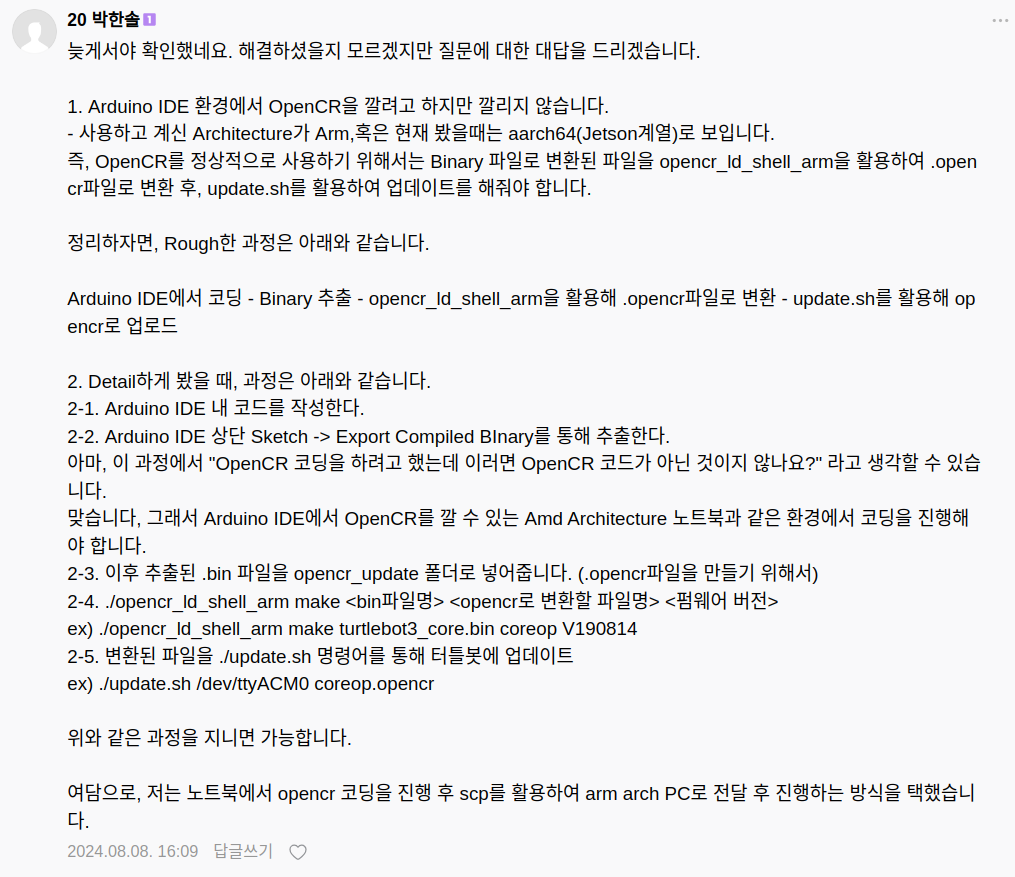 20 박한솔 1
늦게서야 확인했네요. 해결하셨을지 모르겠지만 질문에 대한 대답을 드리겠습니다.
1. Arduino IDE 환경에서 OpenCR을 깔려고 하지만 깔리지 않습니다.
- 사용하고 계신 Architecture가 Arm,혹은 현재 봤을때는 aarch64(Jetson계열)로 보입니다.
즉, OpenCR를 정상적으로 사용하기 위해서는 Binary 파일로 변환된 파일을 opencr_ld_shell_arm을 활용하여 .open
cr파일로 변환 후, update.sh를 활용하여 업데이트를 해줘야 합니다.
정리하자면, Rough한 과정은 아래와 같습니다.
Arduino IDE에서 코딩 - Binary 추출 - opencr_ld_shell_arm을 활용해 .opencr파일로 변환 - update.sh를 활용해 op
encr로 업로드
2. Detail하게 봤을 때, 과정은 아래와 같습니다.
2-1. Arduino IDE 내 코드를 작성한다.
2-2. Arduino IDE 상단 Sketch -> Export Compiled BInary를 통해 추출한다.
아마, 이 과정에서 "OpenCR 코딩을 하려고 했는데 이러면 OpenCR 코드가 아닌 것이지 않나요?" 라고 생각할 수 있습
니다.
맞습니다, 그래서 Arduino IDE에서 OpenCR를 깔 수 있는 Amd Architecture 노트북과 같은 환경에서 코딩을 진행해
야 합니다.
2-3. 이후 추출된 .bin 파일을 opencr_update 폴더로 넣어줍니다. (.opencr파일을 만들기 위해서)
2-4. ./opencr_ld_shell_arm make <bin파일명> <opencr로 변환할 파일명> <펌웨어 버전>
ex) ./opencr_ld_shell_arm make turtlebot3_core.bin coreop V190814
2-5. 변환된 파일을 ./update.sh 명령어를 통해 터틀봇에 업데이트
ex) ./update.sh /dev/ttyACM0 coreop.opencr
위와 같은 과정을 지니면 가능합니다.
여담으로, 저는 노트북에서 opencr 코딩을 진행 후 scp를 활용하여 arm arch PC로 전달 후 진행하는 방식을 택했습니
다.
2024.08.08. 16:09 답글쓰기